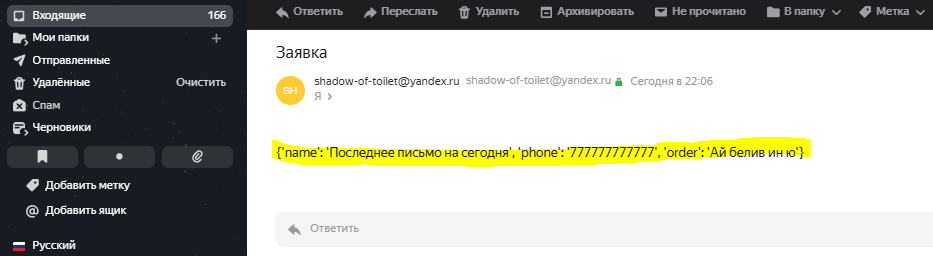 Входящие 166
Мои папки
Отправленные
Удалённые Очистить
Спам
Черновики
Добавить метку
Добавить ящик
Русский
Ответить Переслать Удалить Архивировать Не прочитано В папку Метка
Заявка
SH
shadow-of-toilet@yandex.ru shadow-of-toilet@yandex.ru Сегодня в 22:06
Я
{'name': 'Последнее письмо на сегодня', 'phone': '777777777777', 'order': 'Ай белив ин ю'}
Ответить